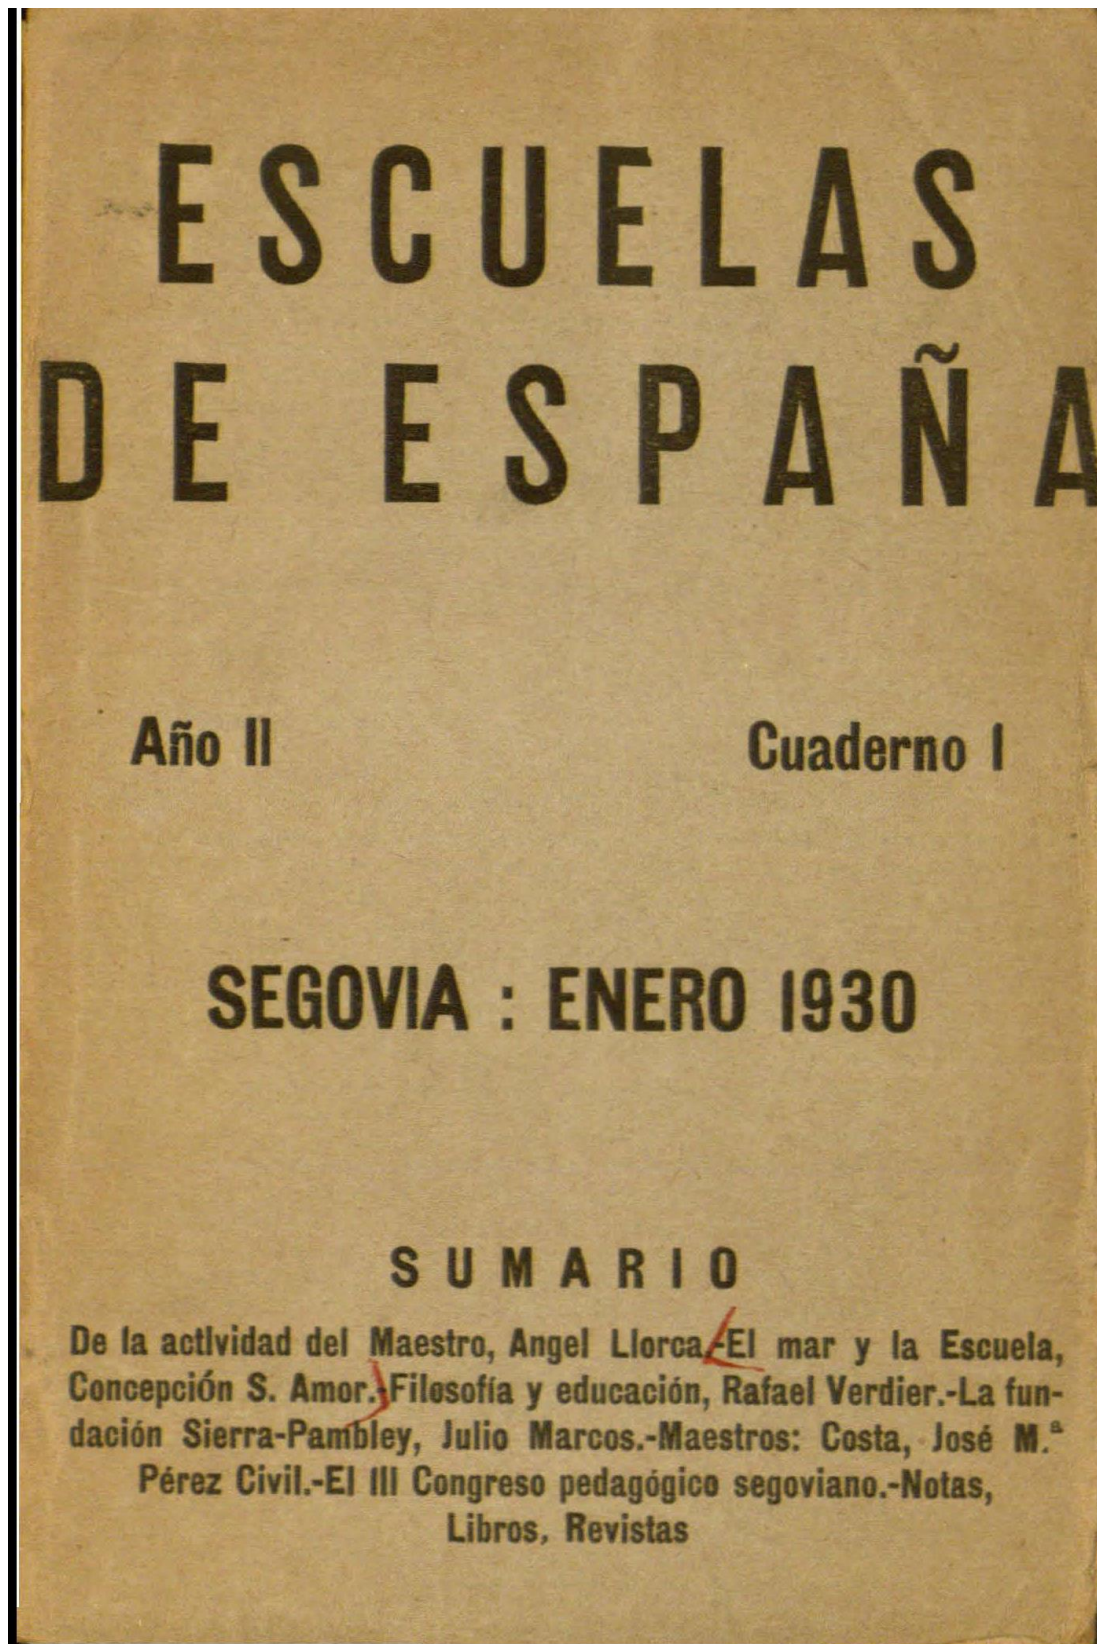 ESCUELAS
DE ESPAÑA
Año II
Cuaderno I
SEGOVIA : ENERO 1930
SUMARIO
De la actividad del Maestro, Angel Llorca.-El mar y la Escuela,
Concepción S. Amor.-Filosofía y educación, Rafael Verdier.-La fun-
dación Sierra-Pambley, Julio Marcos.-Maestros: Costa, José M.ª
Pérez Civil.-El III Congreso pedagógico segoviano.-Notas,
Libros, Revistas